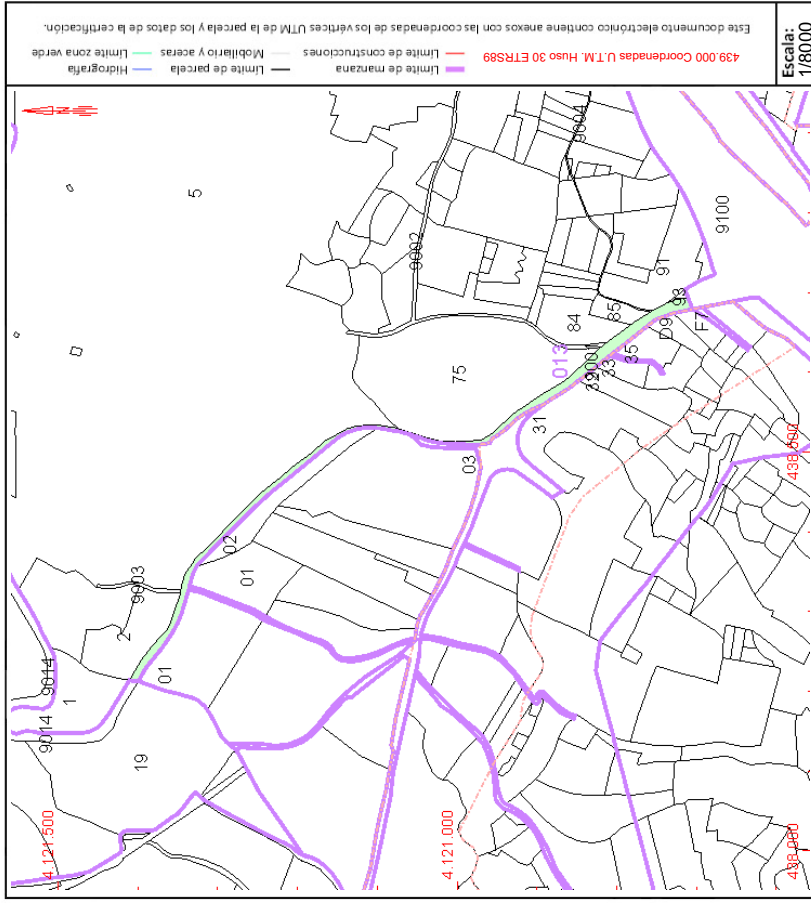 Este documento electrónico contiene anexos con las coordenadas de los vértices UTM de la parcela y los datos de la certificación.
439.000 Coordenadas U.T.M. Huso 30 ETRS89
Límite de manzana
Límite de construcciones
Límite de parcela
Mobiliario y aceras
Hidrografía
Límite zona verde
Escala:
1/8000
5
9004
9002
9100
91
93
84
85
D9
F7
75
013
35
33
32
31
03
438.500
02
01
9003
2
01
9014
9014
1
19
4.121.500
4.121.000
438.000